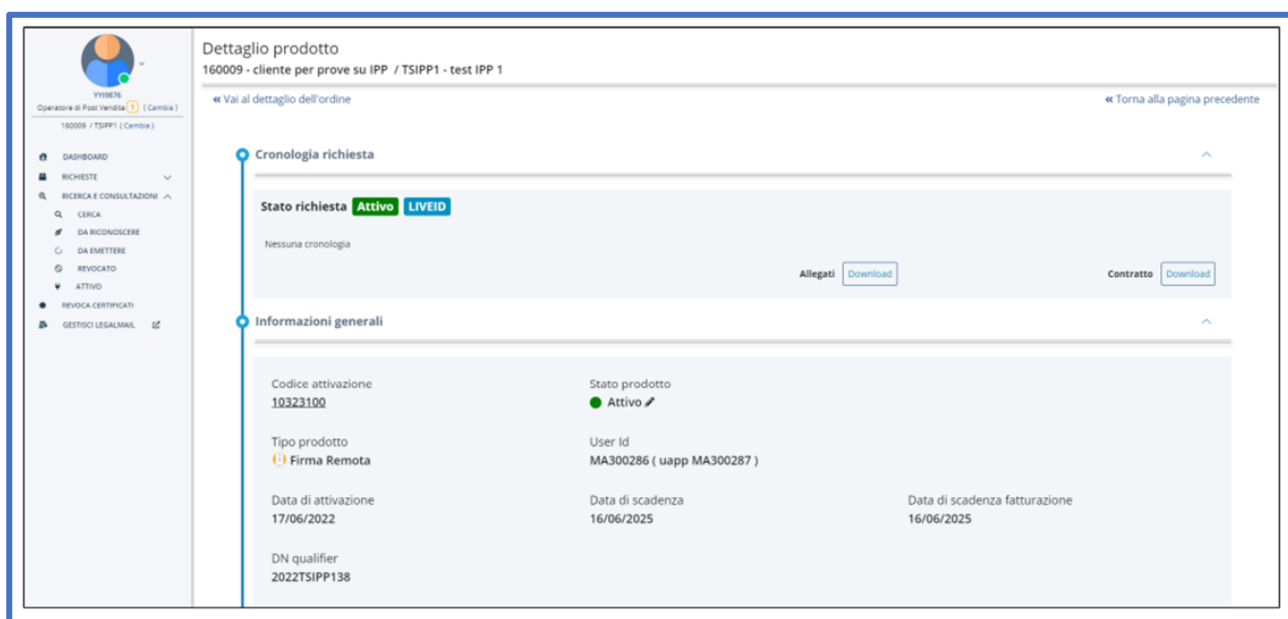 YYI9876
Operatore di Post Vendita 1 ( Cambia )
160009 / TSIPP1 ( Cambia )
DASHBOARD
RICHIESTE
RICERCA E CONSULTAZIONI
CERCA
DA RICONOSCERE
DA EMETTERE
REVOCATO
ATTIVO
REVOCA CERTIFICATI
GESTISCI LEGALMAIL
Dettaglio prodotto
160009 - cliente per prove su IPP / TSIPP1 - test IPP 1
« Vai al dettaglio dell'ordine
« Torna alla pagina precedente
Cronologia richiesta
Stato richiesta Attivo LIVEID
Nessuna cronologia
Allegati Download Contratto Download
Informazioni generali
Codice attivazione Stato prodotto
10323100 Attivo
Tipo prodotto User Id
Firma Remota MA300286 ( uapp MA300287 )
Data di attivazione Data di scadenza Data di scadenza fatturazione
17/06/2022 16/06/2025 16/06/2025
DN qualifier
2022TSIPP138